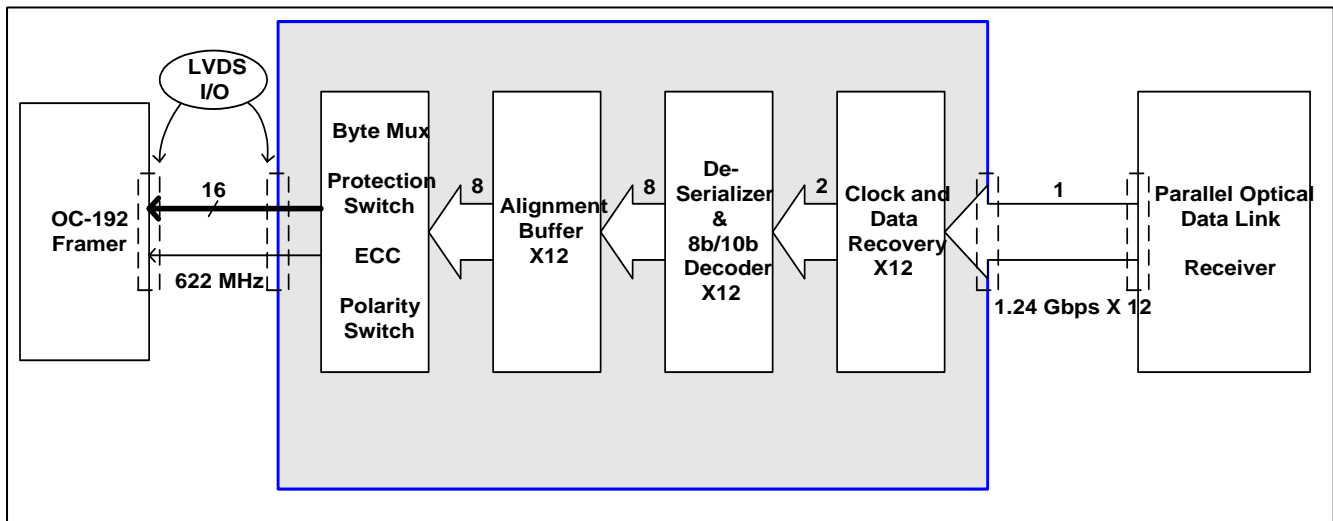 LVDS
I/O
OC-192
Framer
16
622 MHz
Byte Mux
Protection
Switch
ECC
Polarity
Switch
8
Alignment
Buffer
X12
8
De-
Serializer
&
8b/10b
Decoder
X12
2
Clock and
Data
Recovery
X12
1
1.24 Gbps X 12
Parallel Optical
Data Link
Receiver